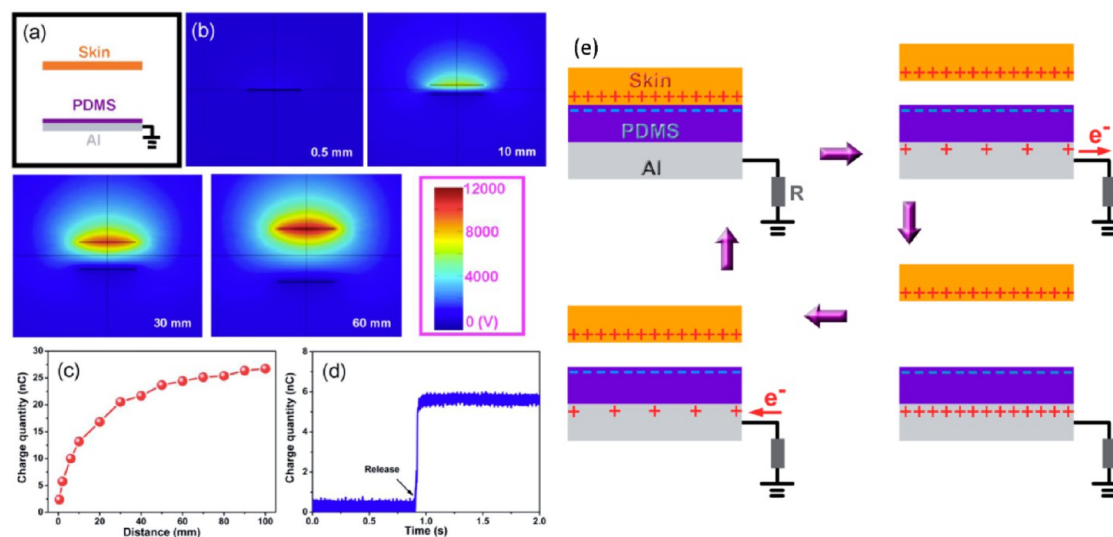 (a)
Skin
PDMS
Al
(b)
0.5 mm
10 mm
30 mm
60 mm
12000
8000
4000
0 (V)
(c)
Charge quantity (nC)
30
25
20
15
10
5
0
0 20 40 60 80 100
Distance (mm)
(d)
Charge quantity (nC)
8
6
4
2
0
Release
0.0 0.5 1.0 1.5 2.0
Time (s)
(e)
Skin
+++++++++++++
PDMS
Al
R
+++++++++++++
+ + + + +
e-
+++++++++++++
+ + + + +
e-
+++++++++++++
+++++++++++++